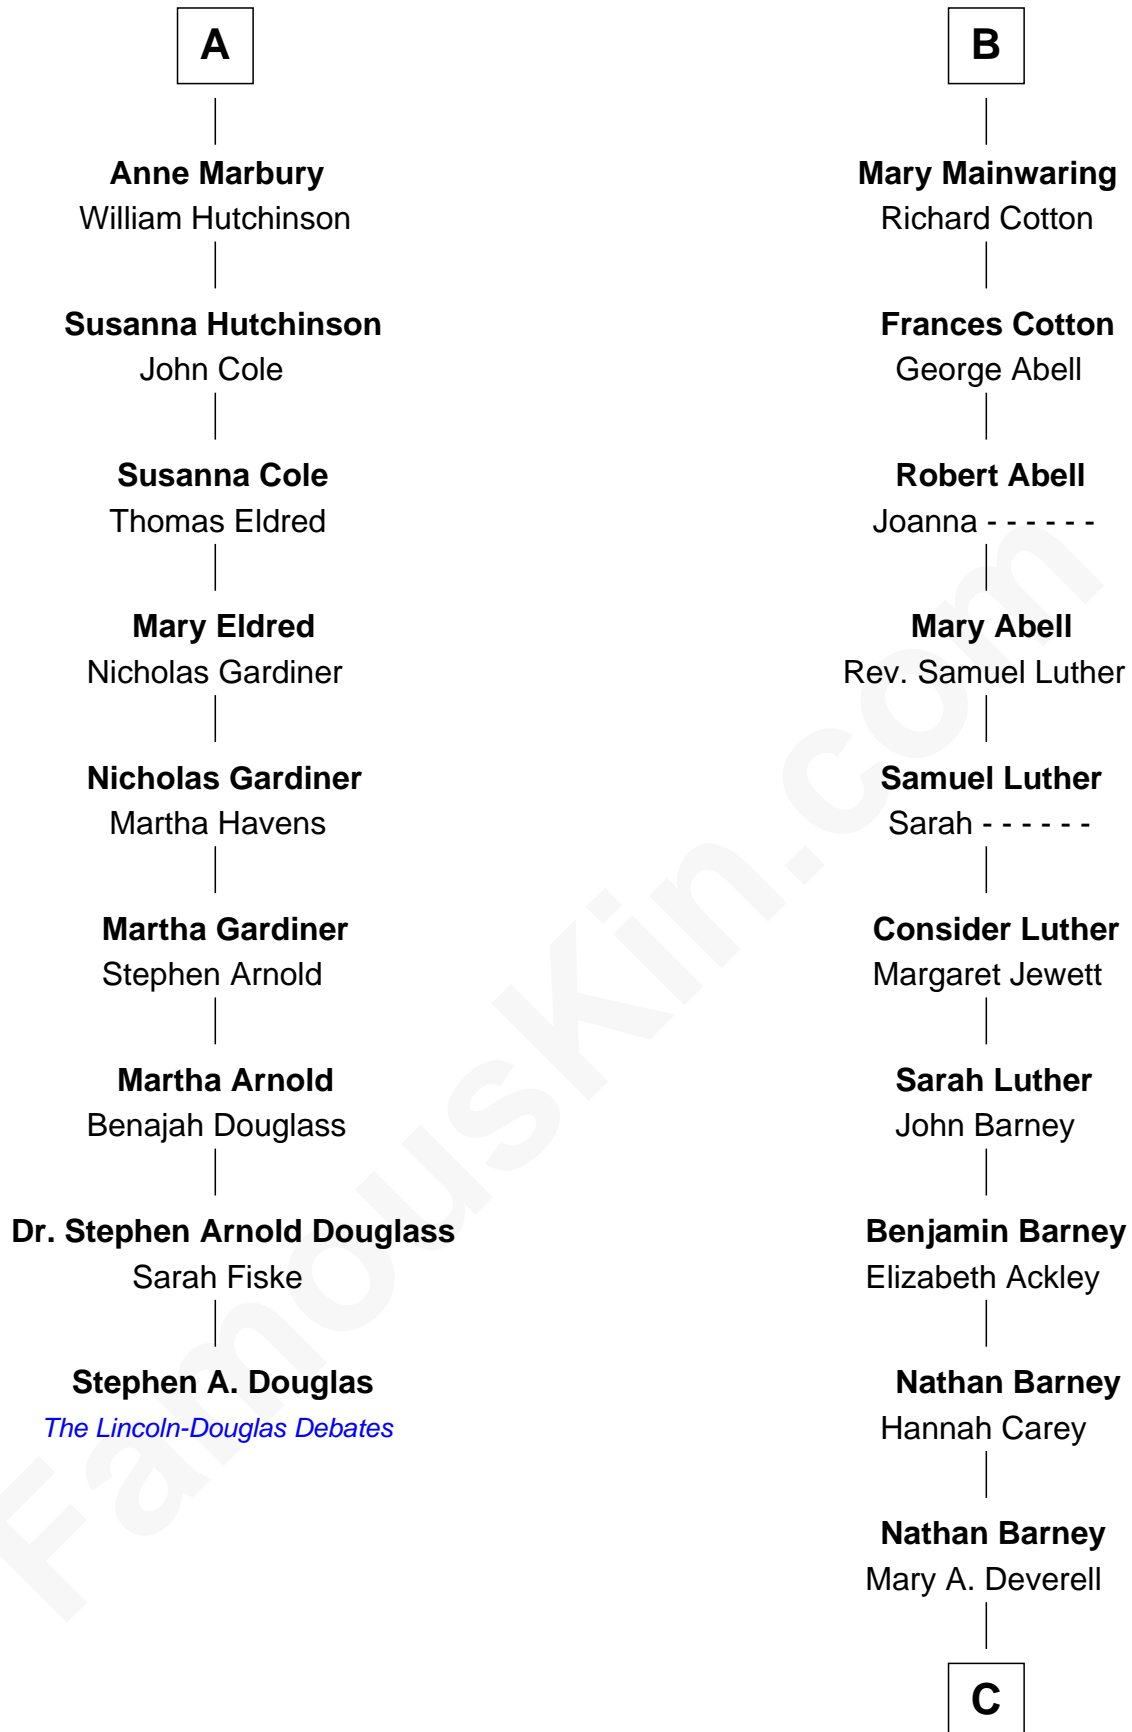 A
Anne Marbury
William Hutchinson
Susanna Hutchinson
John Cole
Susanna Cole
Thomas Eldred
Mary Eldred
Nicholas Gardiner
Nicholas Gardiner
Martha Havens
Martha Gardiner
Stephen Arnold
Martha Arnold
Benajah Douglass
Dr. Stephen Arnold Douglass
Sarah Fiske
Stephen A. Douglas
The Lincoln-Douglas Debates
B
Mary Mainwaring
Richard Cotton
Frances Cotton
George Abell
Robert Abell
Joanna - - - - - -
Mary Abell
Rev. Samuel Luther
Samuel Luther
Sarah - - - - - -
Consider Luther
Margaret Jewett
Sarah Luther
John Barney
Benjamin Barney
Elizabeth Ackley
Nathan Barney
Hannah Carey
Nathan Barney
Mary A. Deverell
C
FamousKin.com